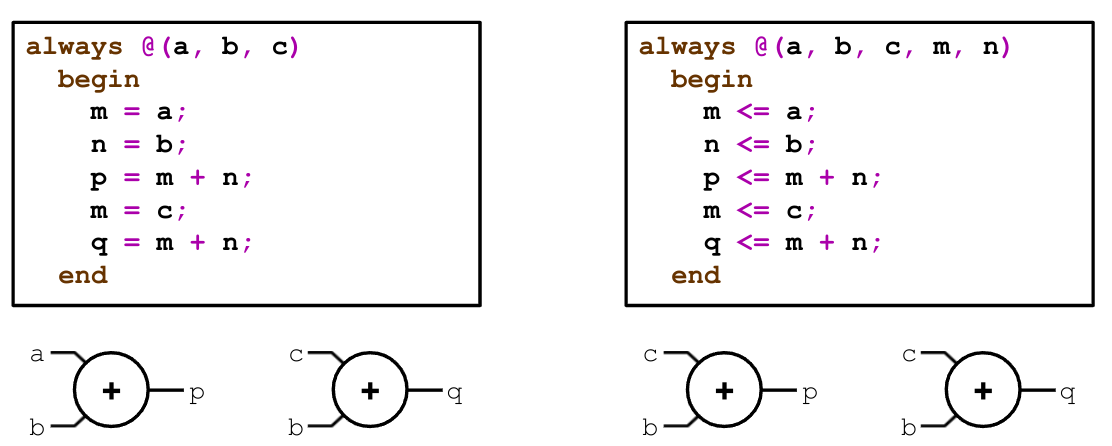 always @(a, b, c)
begin
m = a;
n = b;
p = m + n;
m = c;
q = m + n;
end
always @(a, b, c, m, n)
begin
m <= a;
n <= b;
p <= m + n;
m <= c;
q <= m + n;
end
a
+
p
b
c
+
q
b
c
+
p
b
c
+
q
b